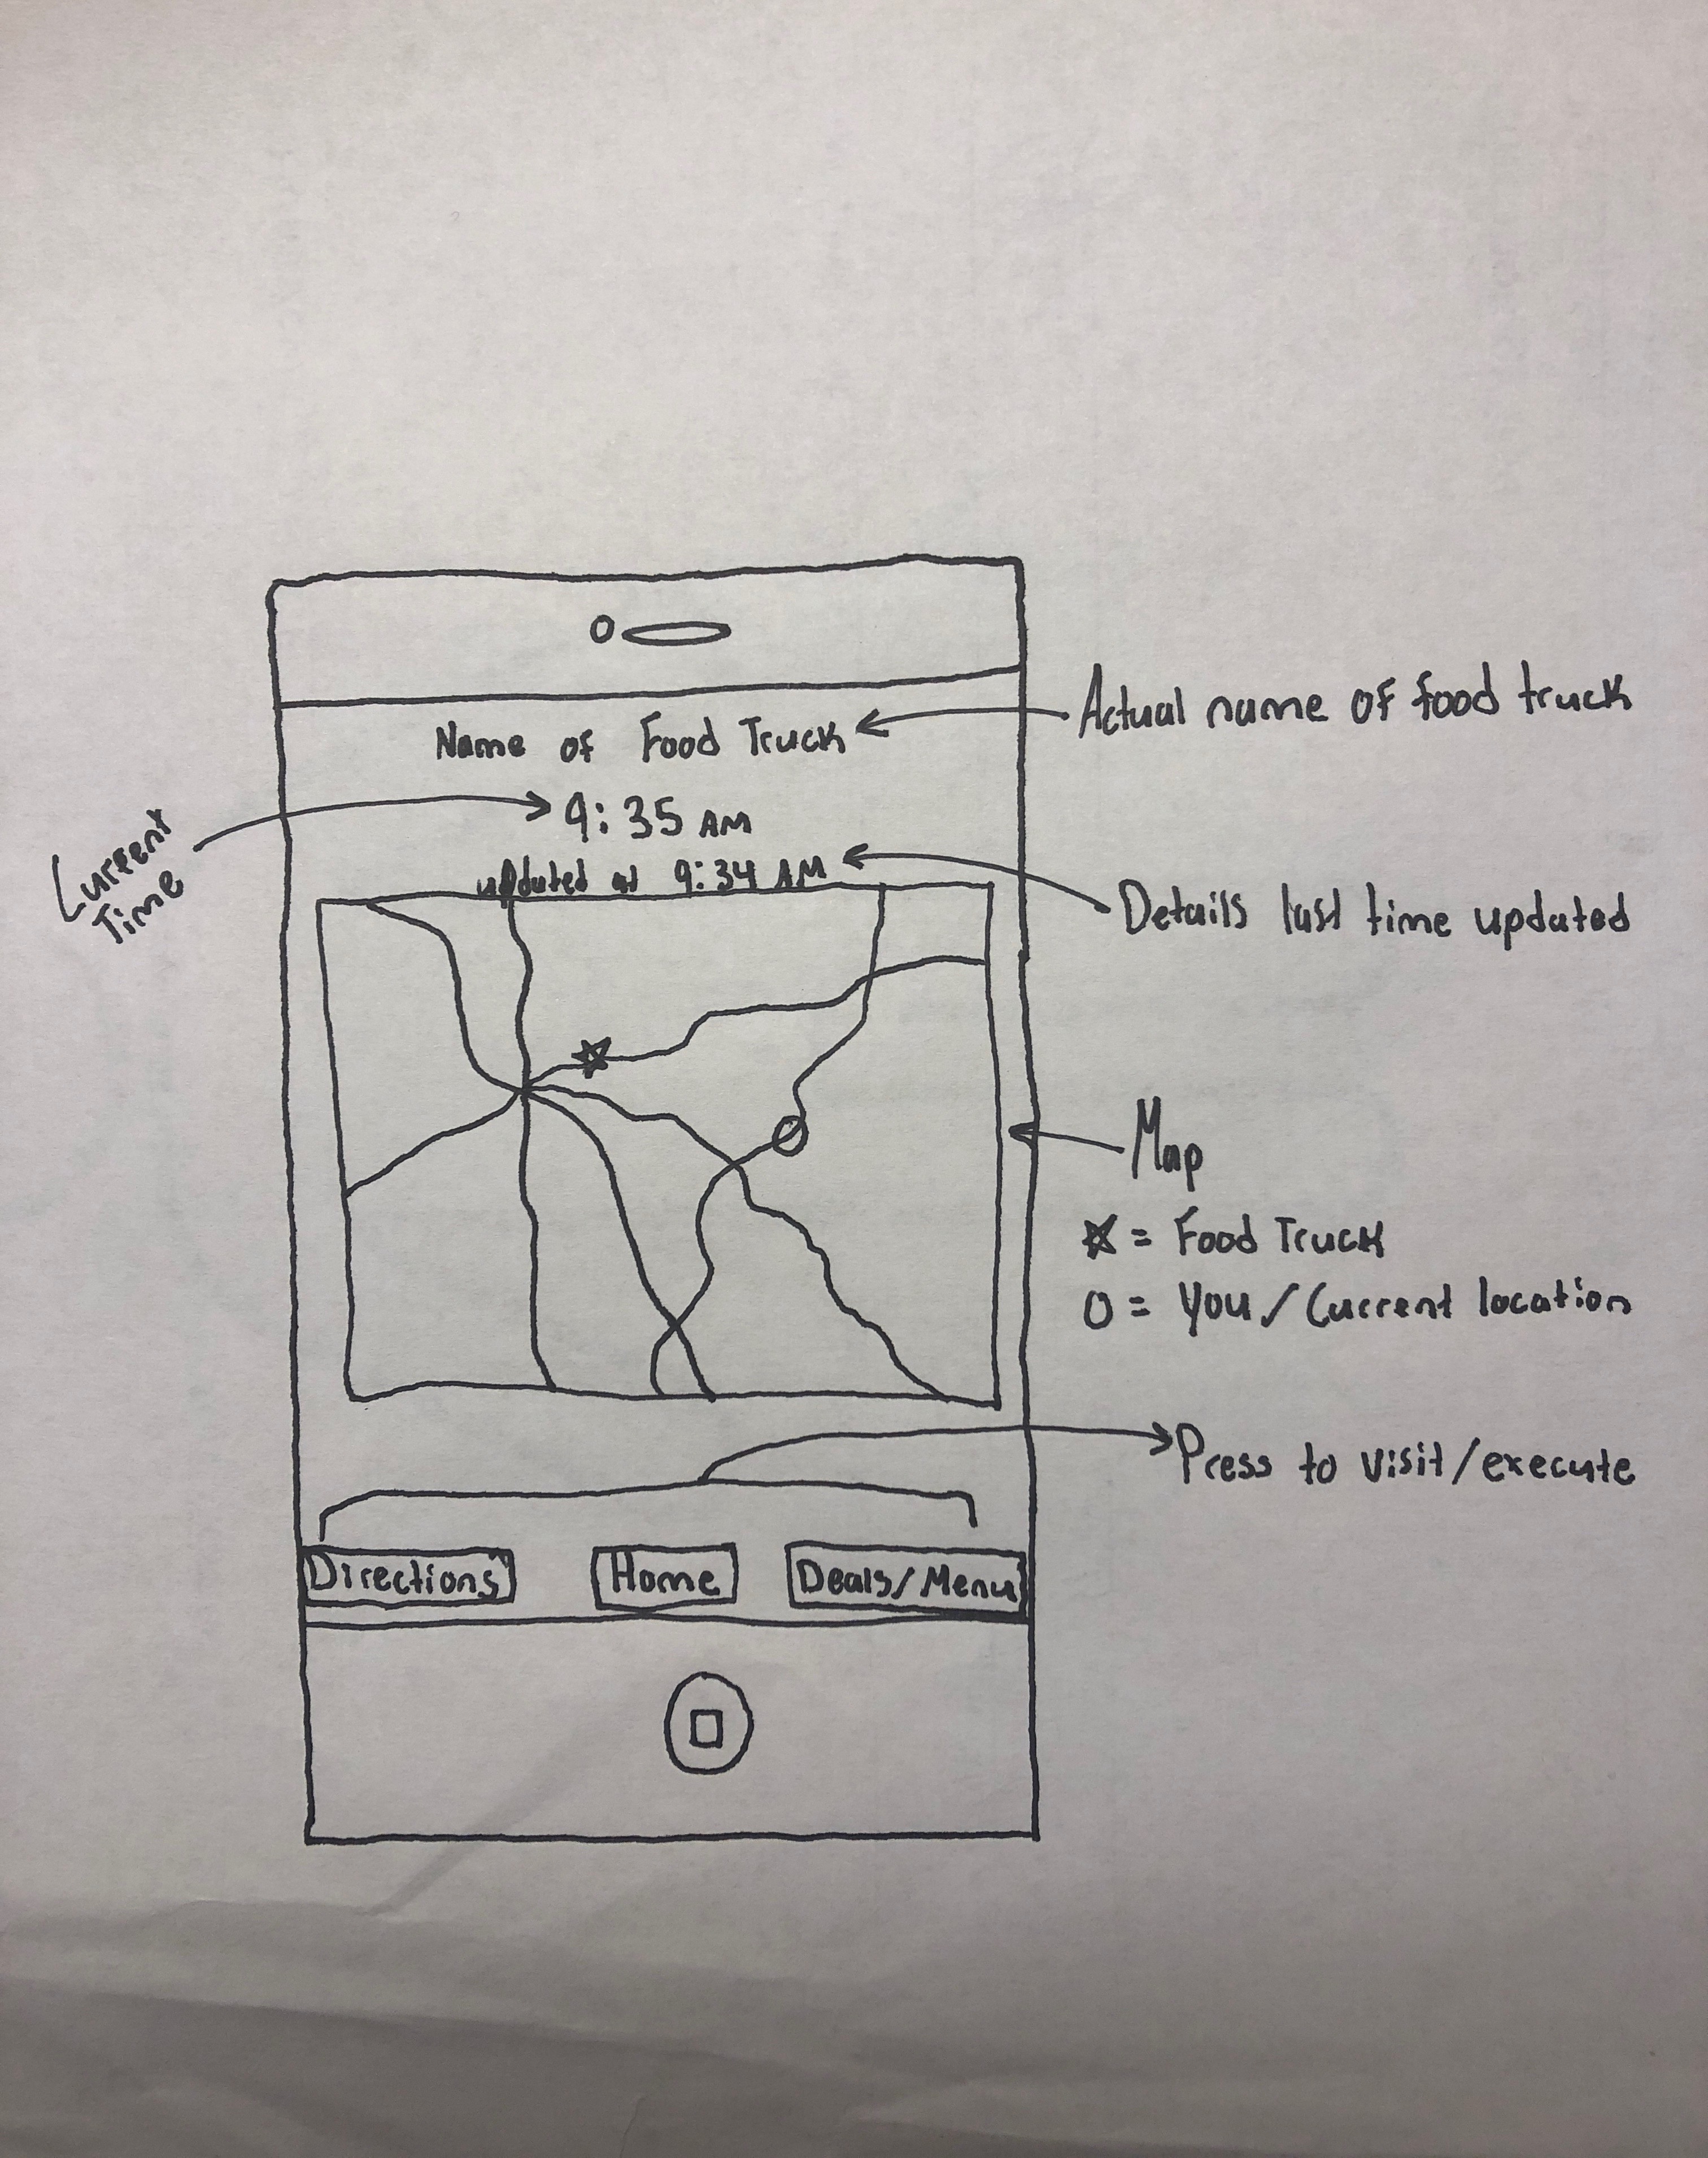 Name of Food Truck
Actual name of food truck
Current
Time
9:35 AM
updated at 9:34 AM
Details last time updated
Map
☆ = Food Truck
O = You / Current location
Press to visit/execute
Directions
Home
Deals/Menu